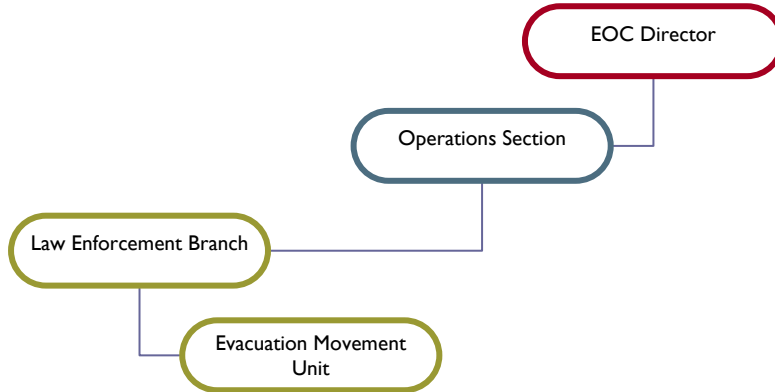 EOC Director
Operations Section
Law Enforcement Branch
Evacuation Movement
Unit